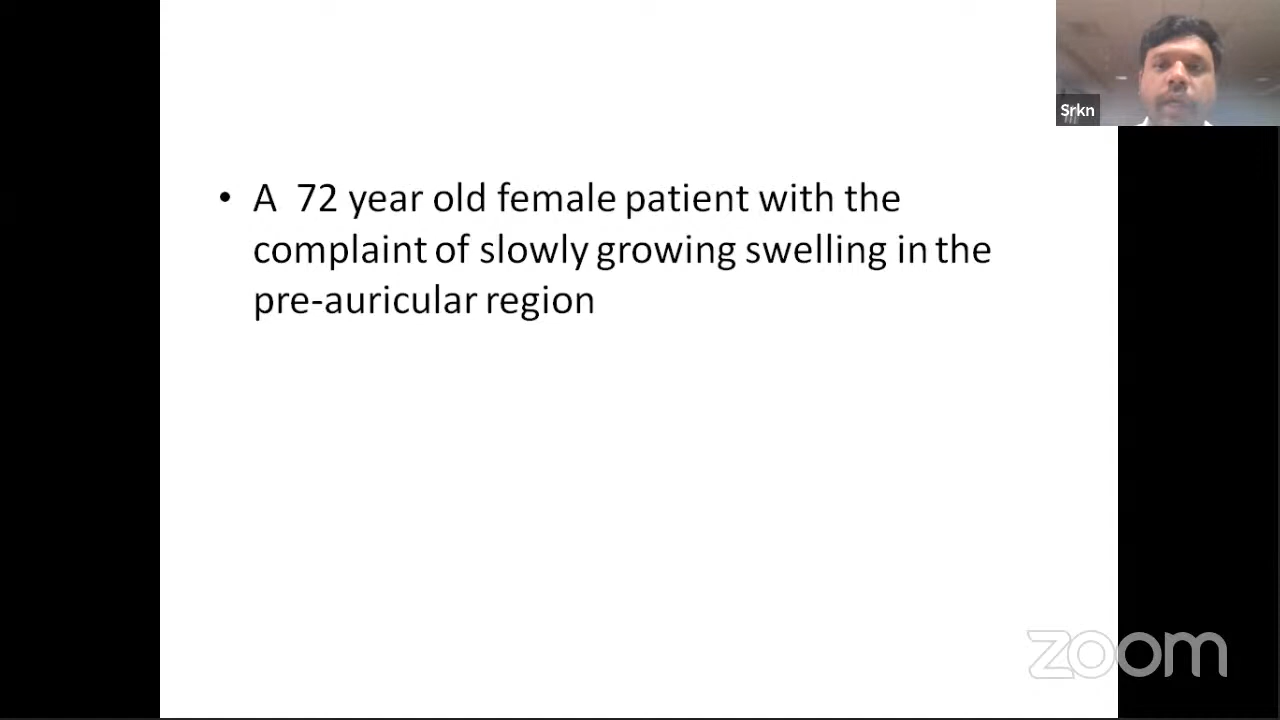 Srkn
• A 72 year old female patient with the
complaint of slowly growing swelling in the
pre-auricular region
zoom